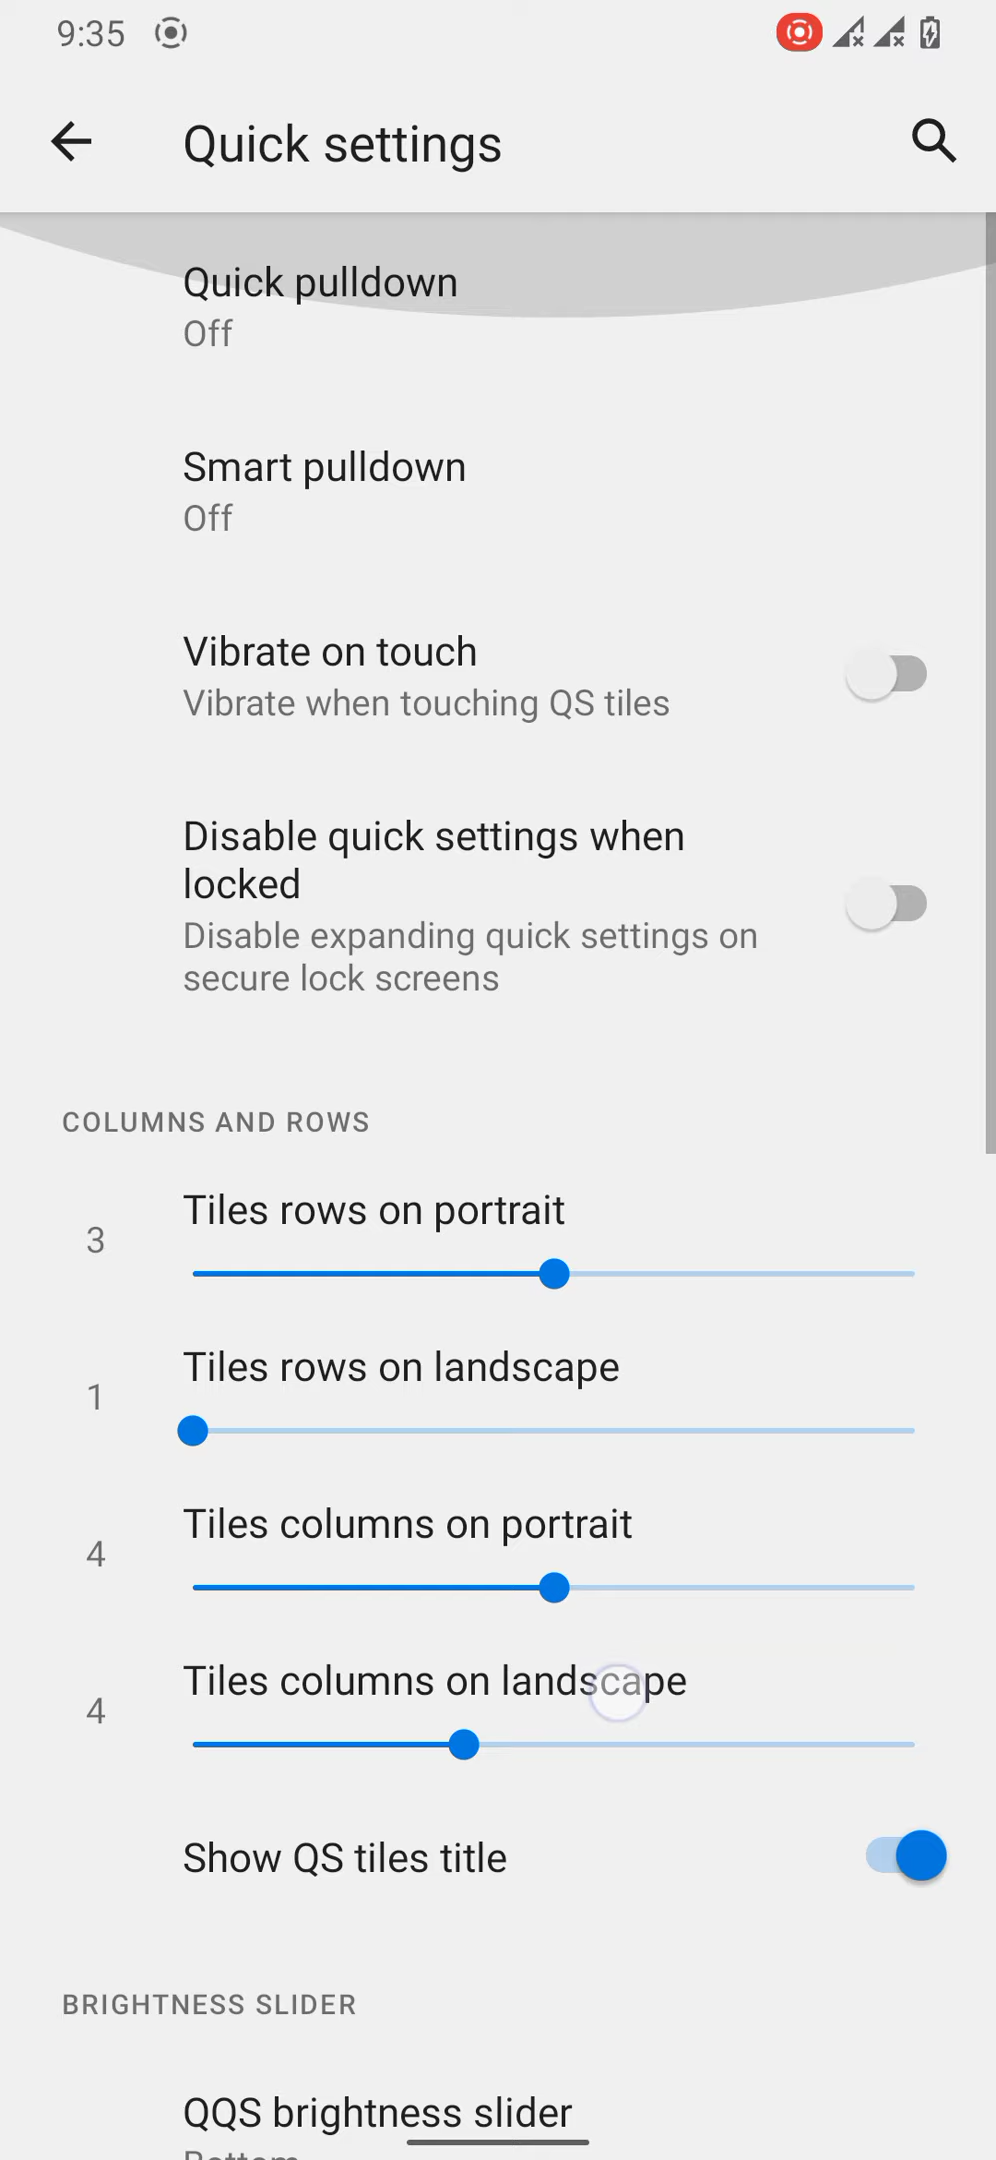 9:35
Quick settings
Quick pulldown
Off
Smart pulldown
Off
Vibrate on touch
Vibrate when touching QS tiles
Disable quick settings when
locked
Disable expanding quick settings on
secure lock screens
COLUMNS AND ROWS
Tiles rows on portrait
3
Tiles rows on landscape
1
Tiles columns on portrait
4
Tiles columns on landscape
4
Show QS tiles title
BRIGHTNESS SLIDER
QQS brightness slider